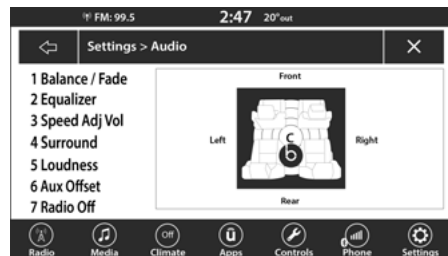 FM: 99.5 2:47 20°out
Settings > Audio
1 Balance / Fade
2 Equalizer
3 Speed Adj Vol
4 Surround
5 Loudness
6 Aux Offset
7 Radio Off
Front
Left
C
b
Right
Rear
Off
ū
Radio Media Climate Apps Controls Phone Settings